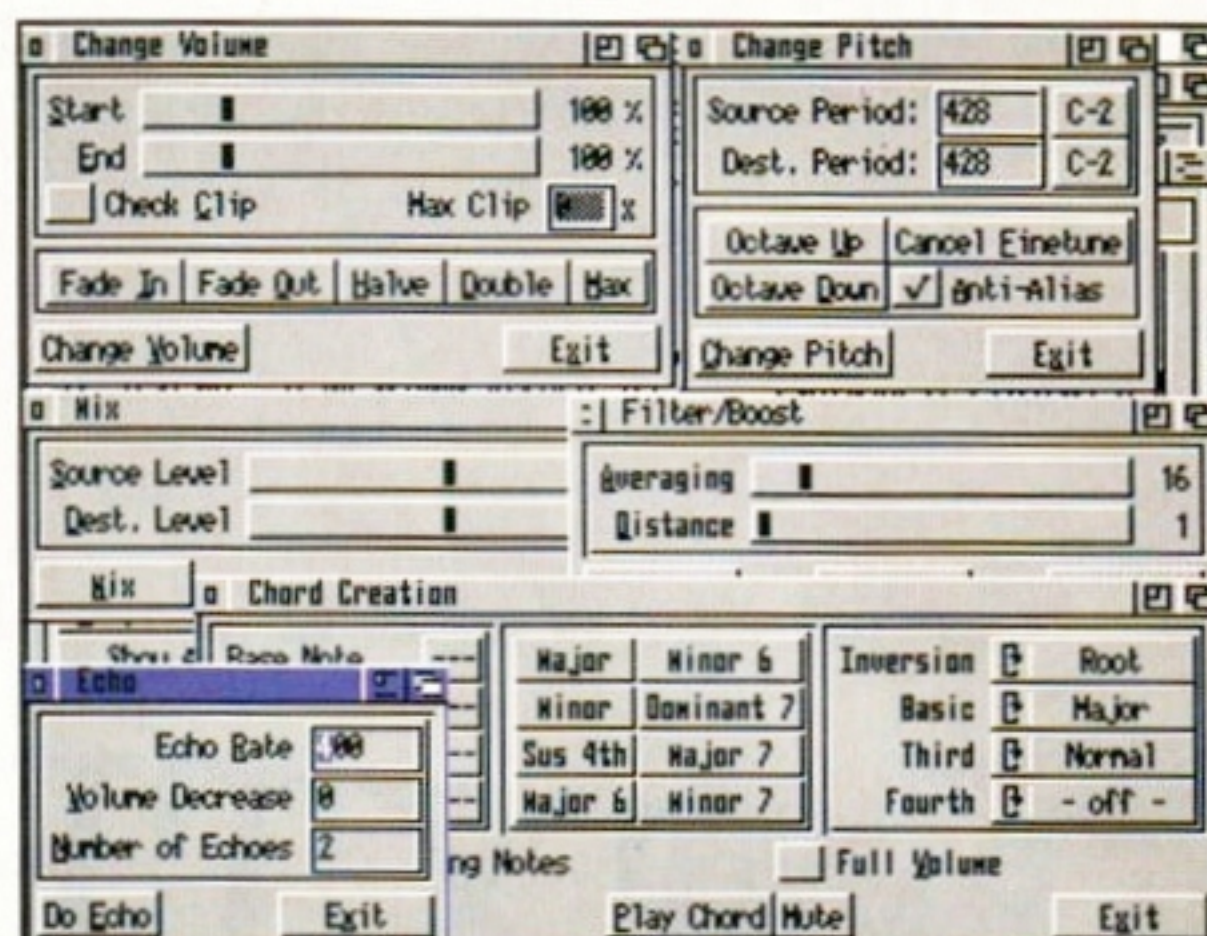 Change Volume
Start 100 %
End 100 %
Check Clip Max Clip 0 %
Fade In Fade Out Halve Double Max
Change Volume Exit
Change Pitch
Source Period: 428 C-2
Dest. Period: 428 C-2
Octave Up Cancel Finetune
Octave Down Anti-Alias
Change Pitch Exit
Mix
Source Level
Dest. Level
Mix
Filter/Boost
Averaging 16
Distance 1
Chord Creation
Base Note ---
Major Minor 6
Minor Dominant 7
Sus 4th Major 7
Major 6 Minor 7
Inversion Root
Basic Major
Third Normal
Fourth - off -
Notes
Full Volume
Play Chord Mute Exit
Echo
Echo Rate
Volume Decrease 0
Number of Echoes 2
Do Echo Exit